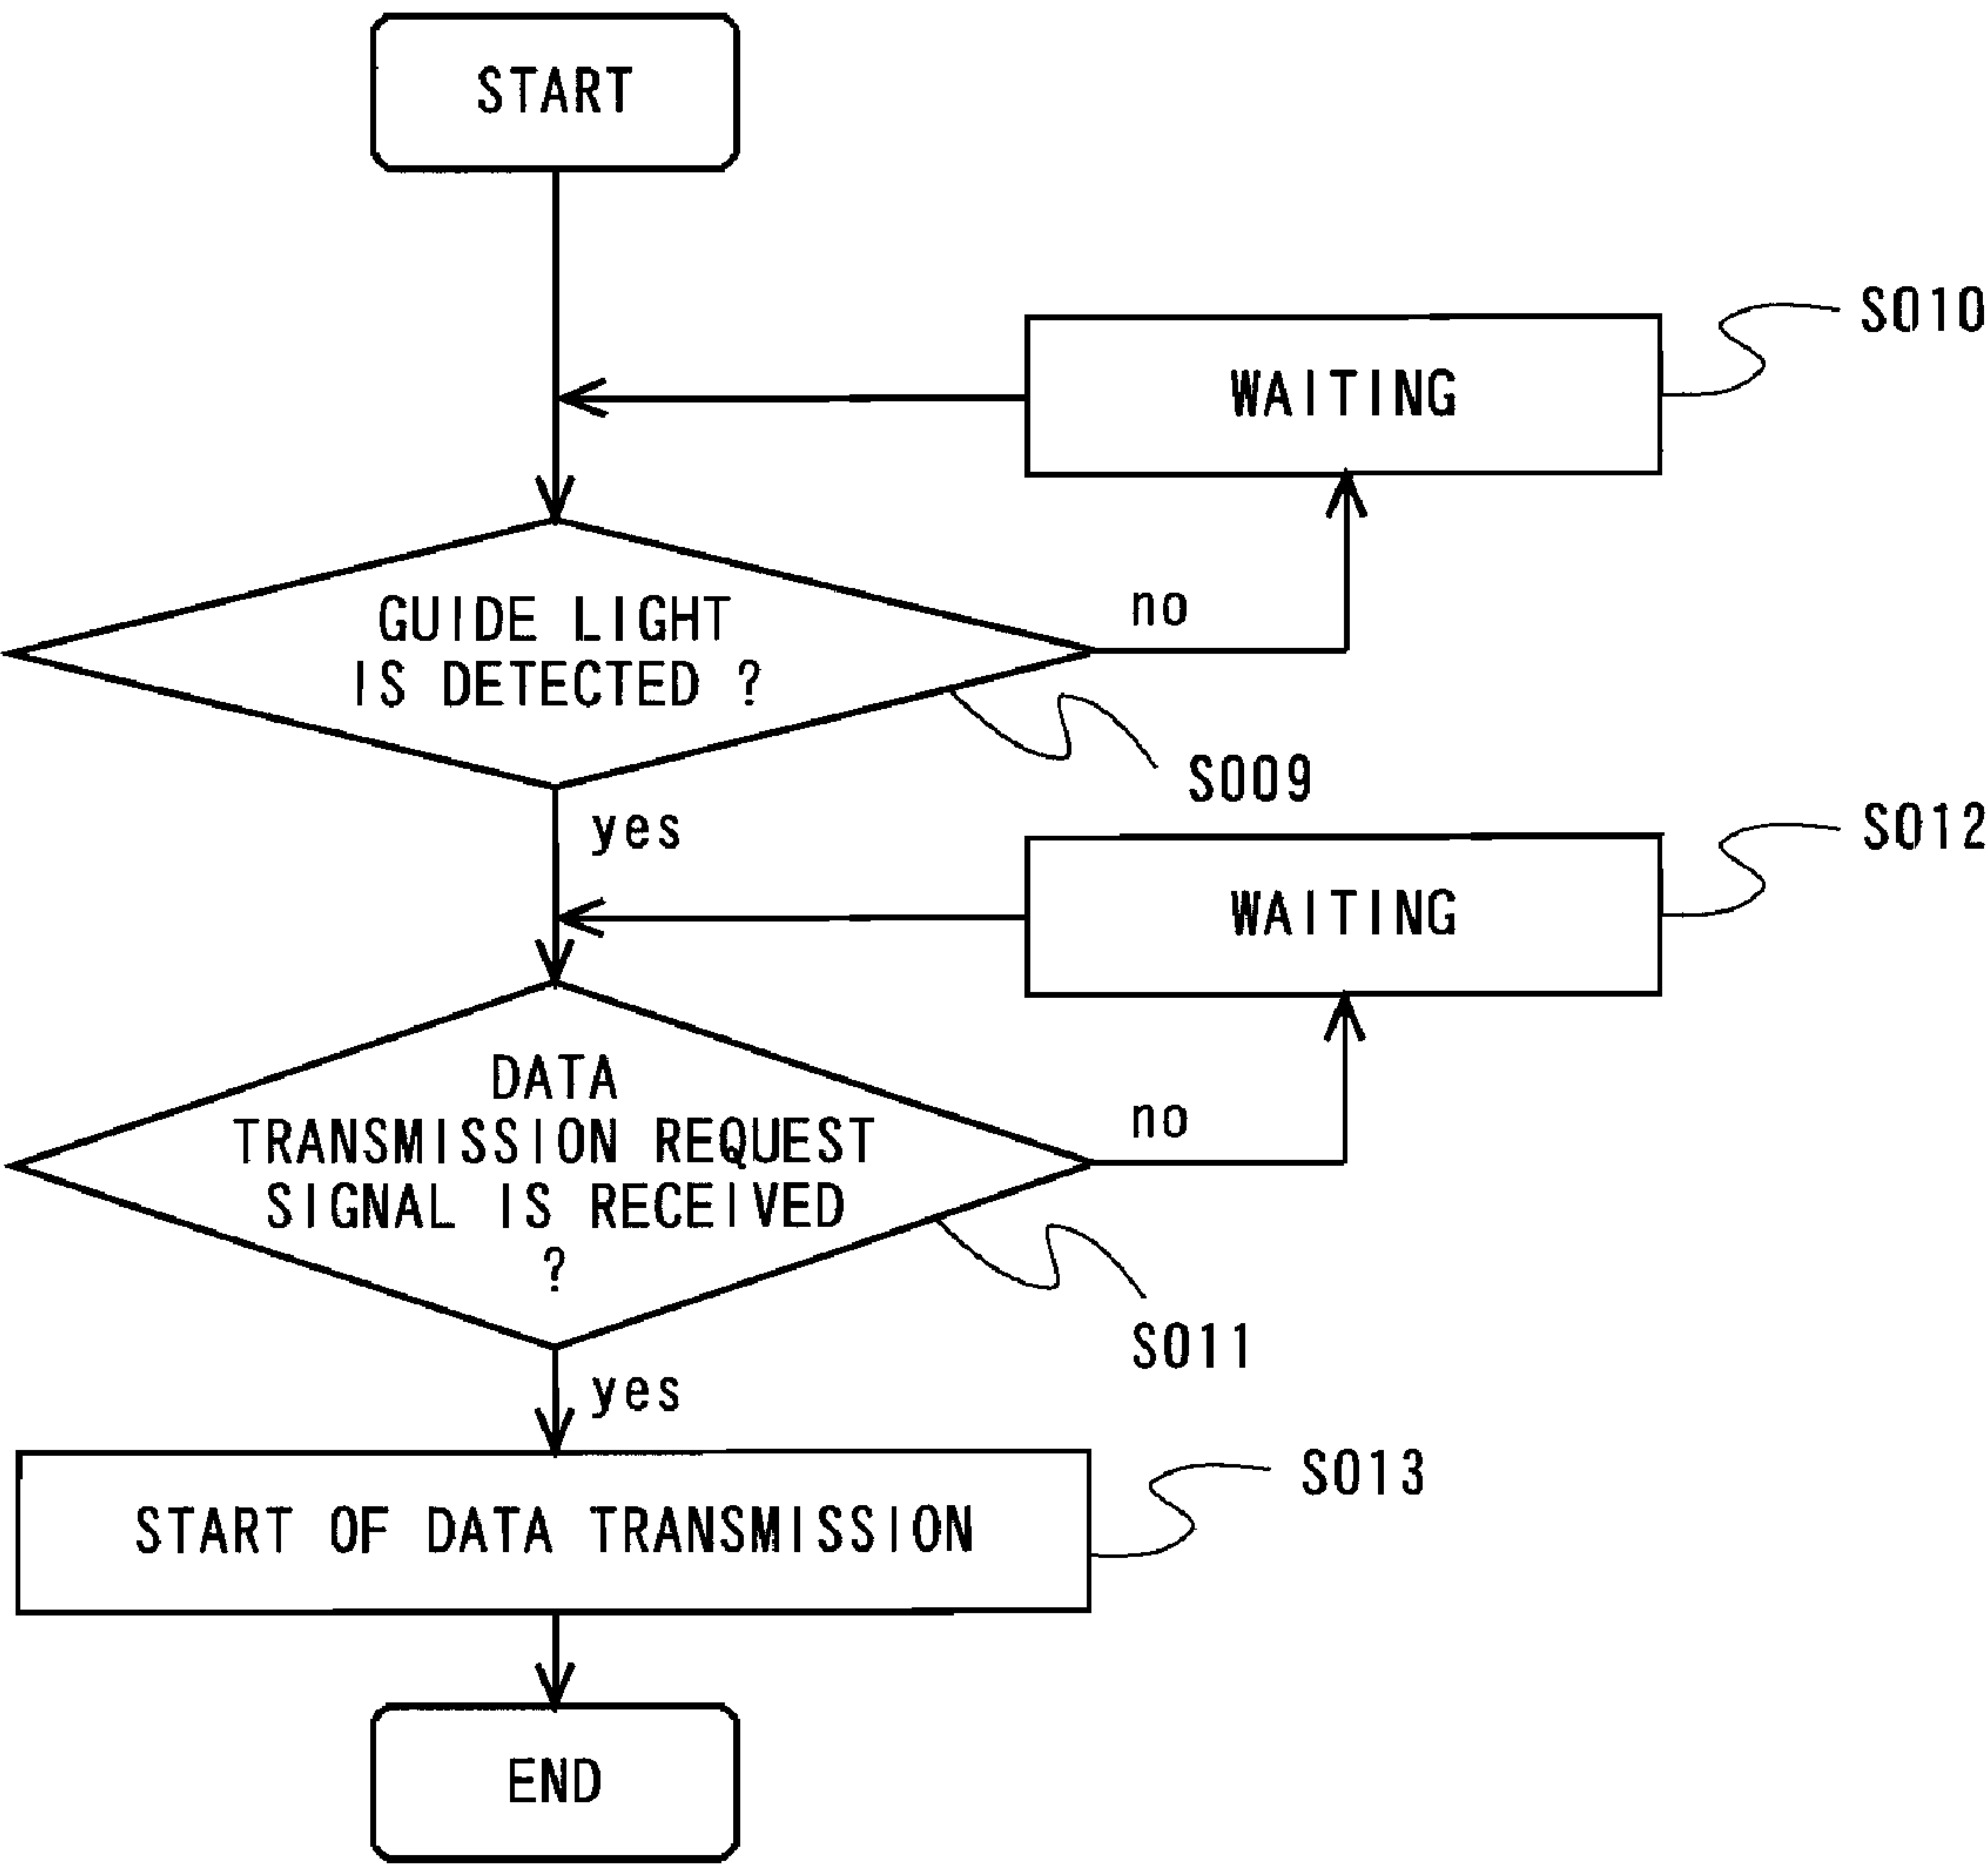 START
S010
WAITING
GUIDE LIGHT
IS DETECTED ?
no
S009
yes
S012
WAITING
DATA
TRANSMISSION REQUEST
SIGNAL IS RECEIVED
?
no
S011
yes
S013
START OF DATA TRANSMISSION
END